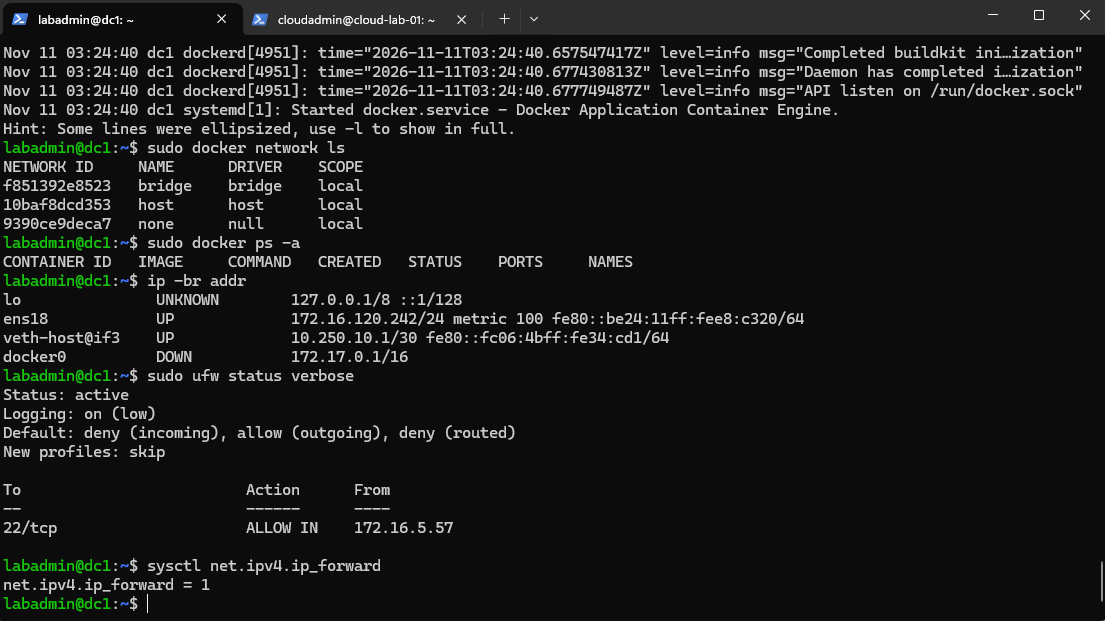 labadmin@dc1: ~
cloudadmin@cloud-lab-01: ~
Nov 11 03:24:40 dc1 dockerd[4951]: time="2026-11-11T03:24:40.657547417Z" level=info msg="Completed buildkit ini…ization"
Nov 11 03:24:40 dc1 dockerd[4951]: time="2026-11-11T03:24:40.677430813Z" level=info msg="Daemon has completed i…ization"
Nov 11 03:24:40 dc1 dockerd[4951]: time="2026-11-11T03:24:40.677749487Z" level=info msg="API listen on /run/docker.sock"
Nov 11 03:24:40 dc1 systemd[1]: Started docker.service - Docker Application Container Engine.
Hint: Some lines were ellipsized, use -l to show in full.
labadmin@dc1:~$ sudo docker network ls
NETWORK ID     NAME      DRIVER    SCOPE
f851392e8523   bridge    bridge    local
10baf8dcd353   host      host      local
9390ce9deca7   none      null      local
labadmin@dc1:~$ sudo docker ps -a
CONTAINER ID   IMAGE     COMMAND   CREATED   STATUS    PORTS     NAMES
labadmin@dc1:~$ ip -br addr
lo               UNKNOWN        127.0.0.1/8 ::1/128
ens18            UP             172.16.120.242/24 metric 100 fe80::be24:11ff:fee8:c320/64
veth-host@if3    UP             10.250.10.1/30 fe80::fc06:4bff:fe34:cd1/64
docker0          DOWN           172.17.0.1/16
labadmin@dc1:~$ sudo ufw status verbose
Status: active
Logging: on (low)
Default: deny (incoming), allow (outgoing), deny (routed)
New profiles: skip
To                         Action      From
--                         ------      ----
22/tcp                     ALLOW IN    172.16.5.57
labadmin@dc1:~$ sysctl net.ipv4.ip_forward
net.ipv4.ip_forward = 1
labadmin@dc1:~$